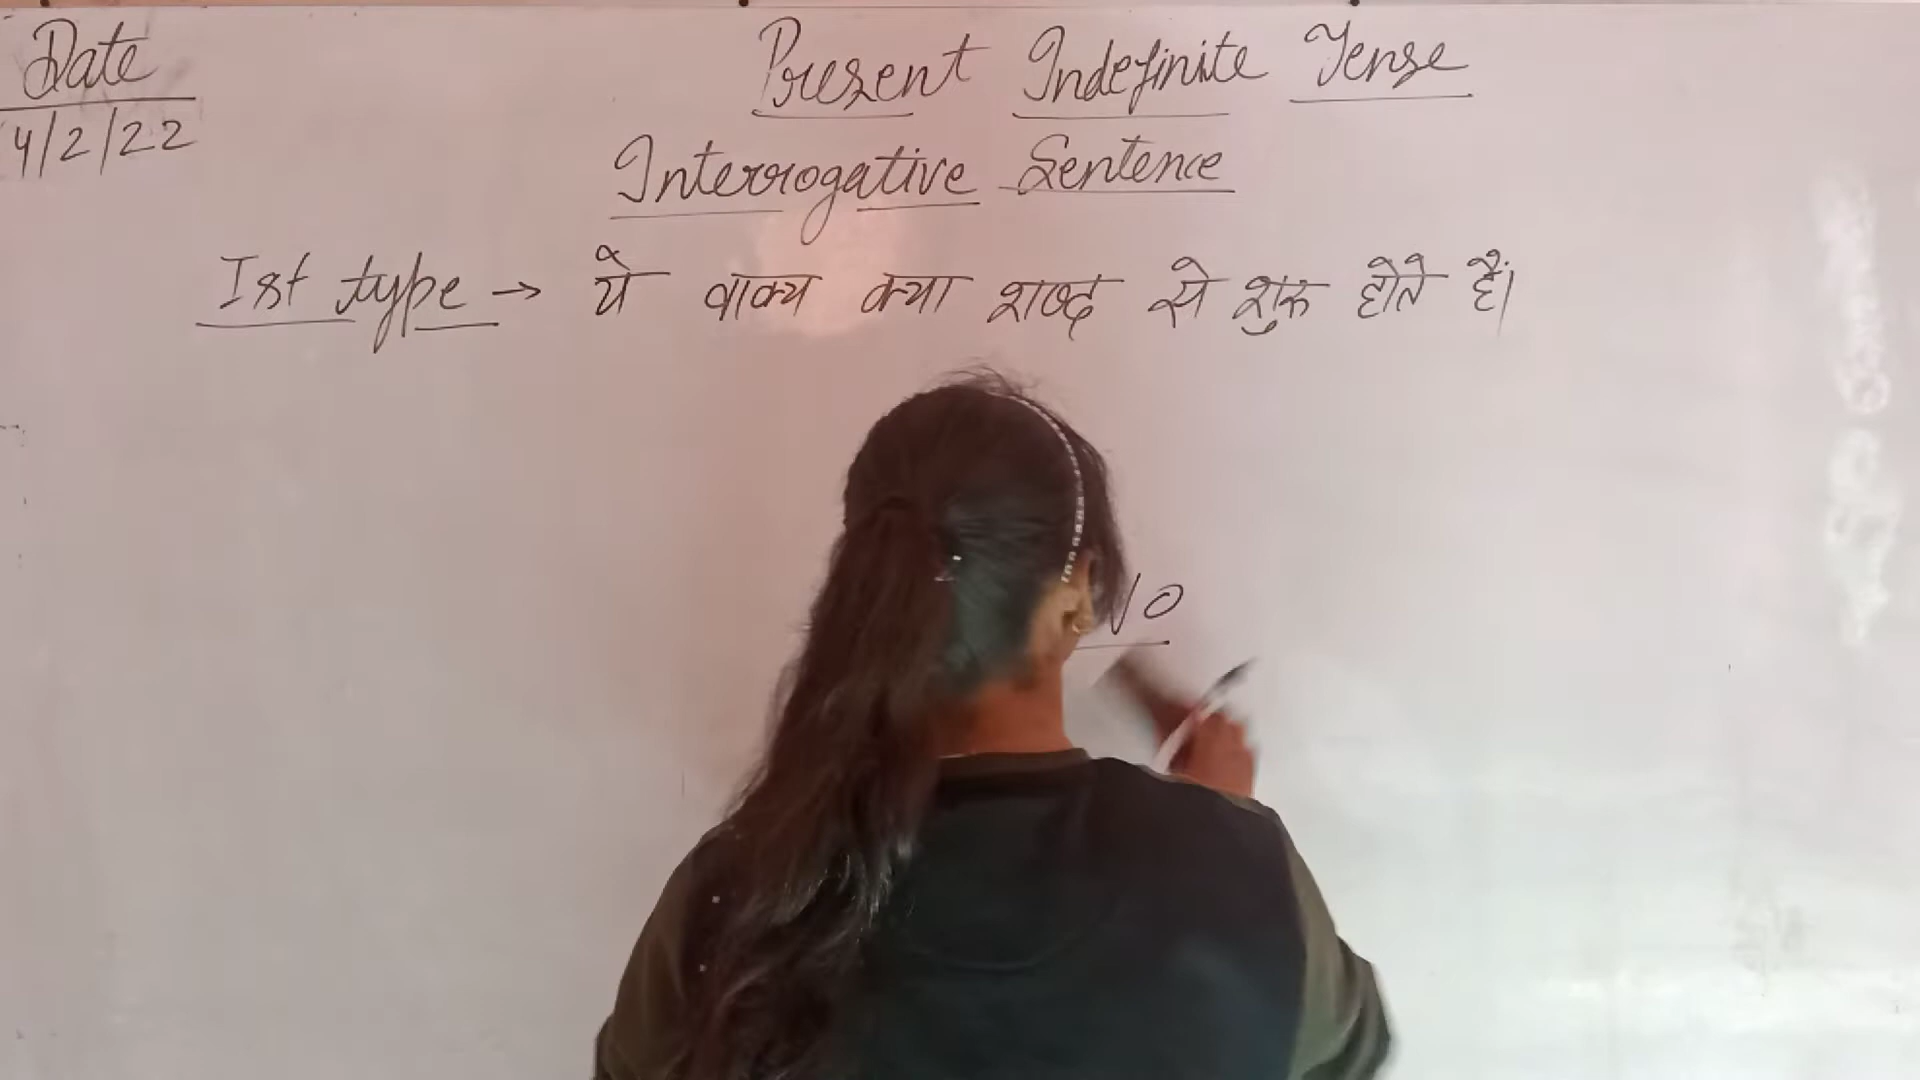 Date
4/2/22
Present Indefinite Tense
Interrogative Sentence
Ist type → ये वाक्य क्या शब्द से शुरू होते हैं।